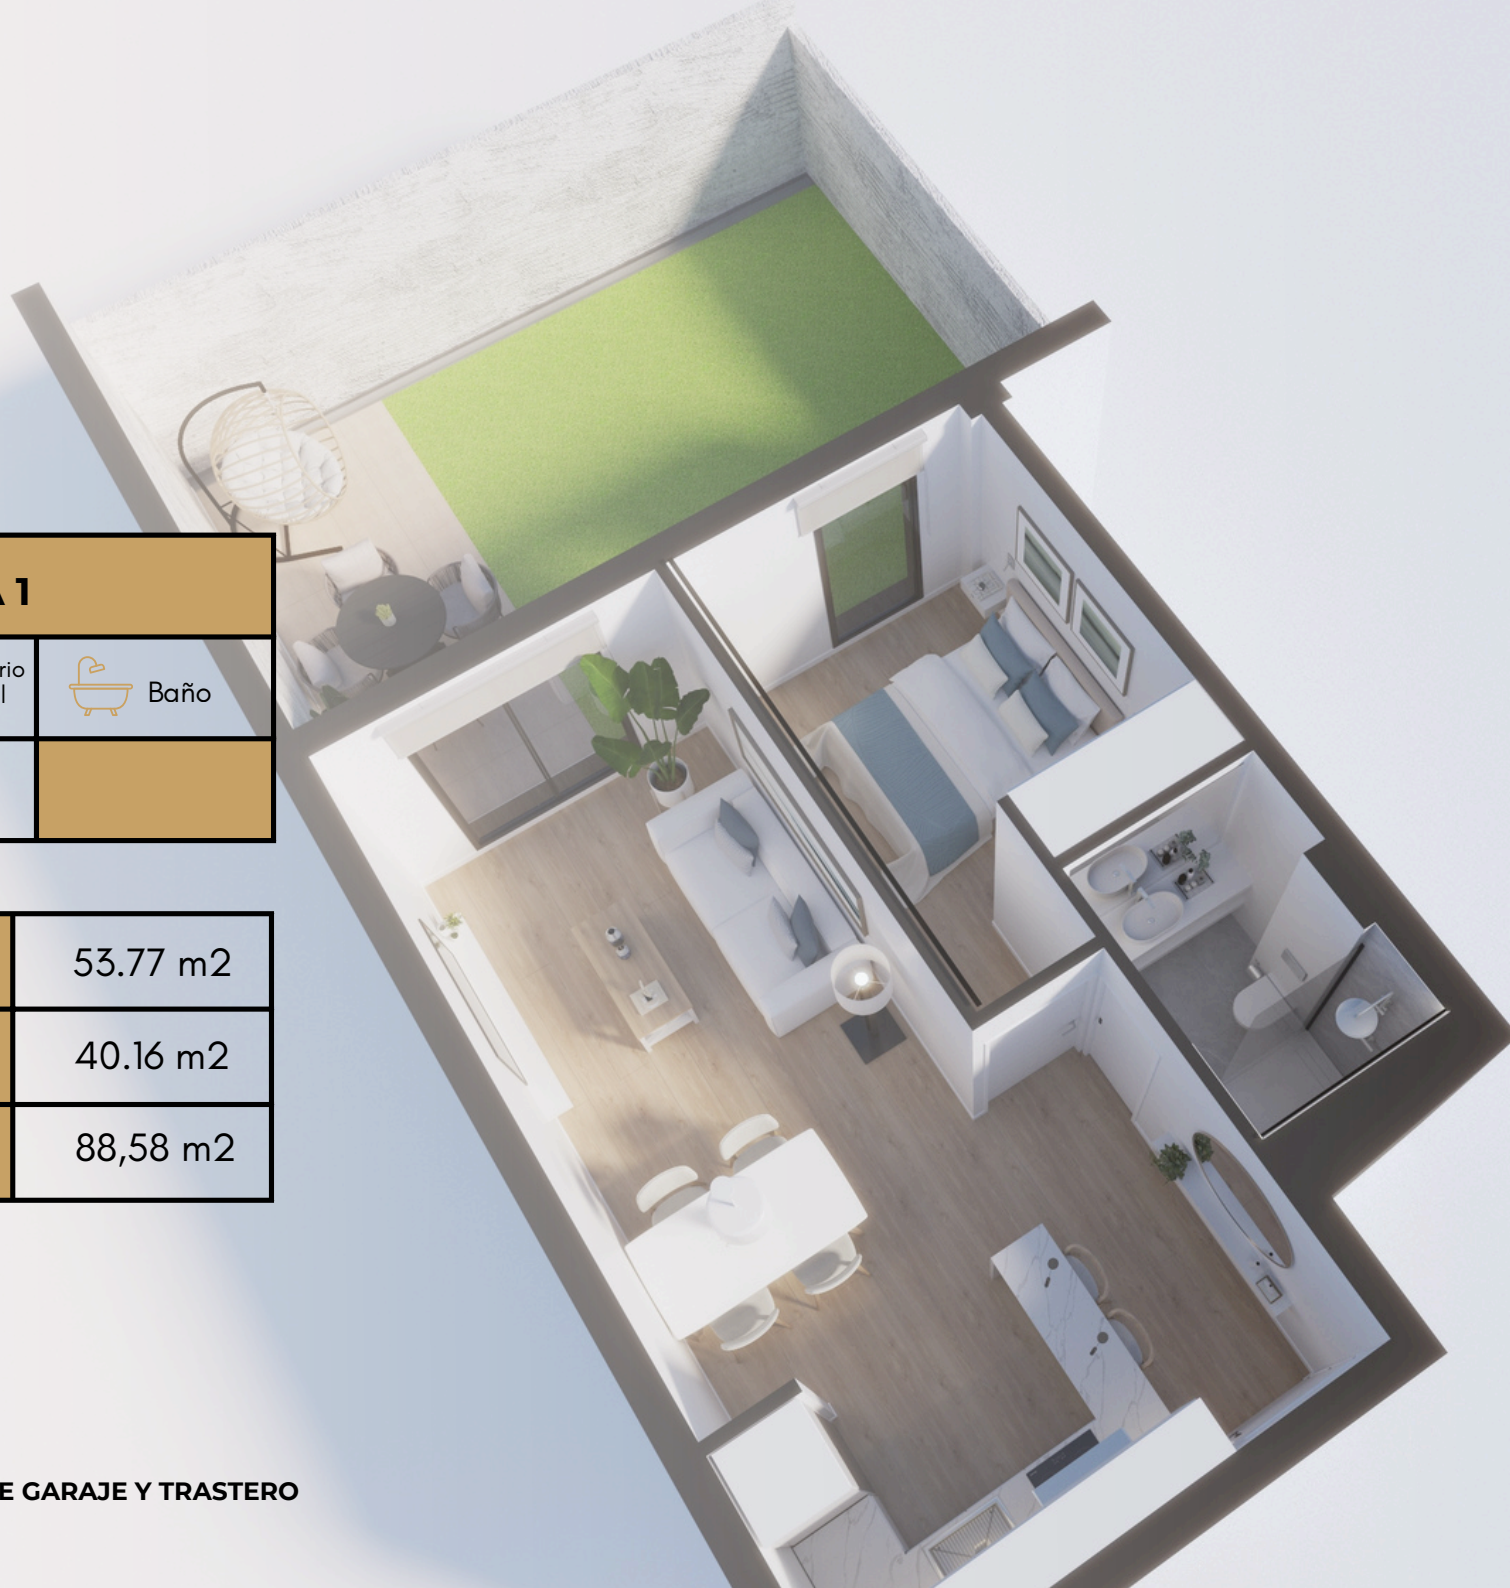 A 1
rio
l
Baño
53.77 m2
40.16 m2
88,58 m2
E GARAJE Y TRASTERO